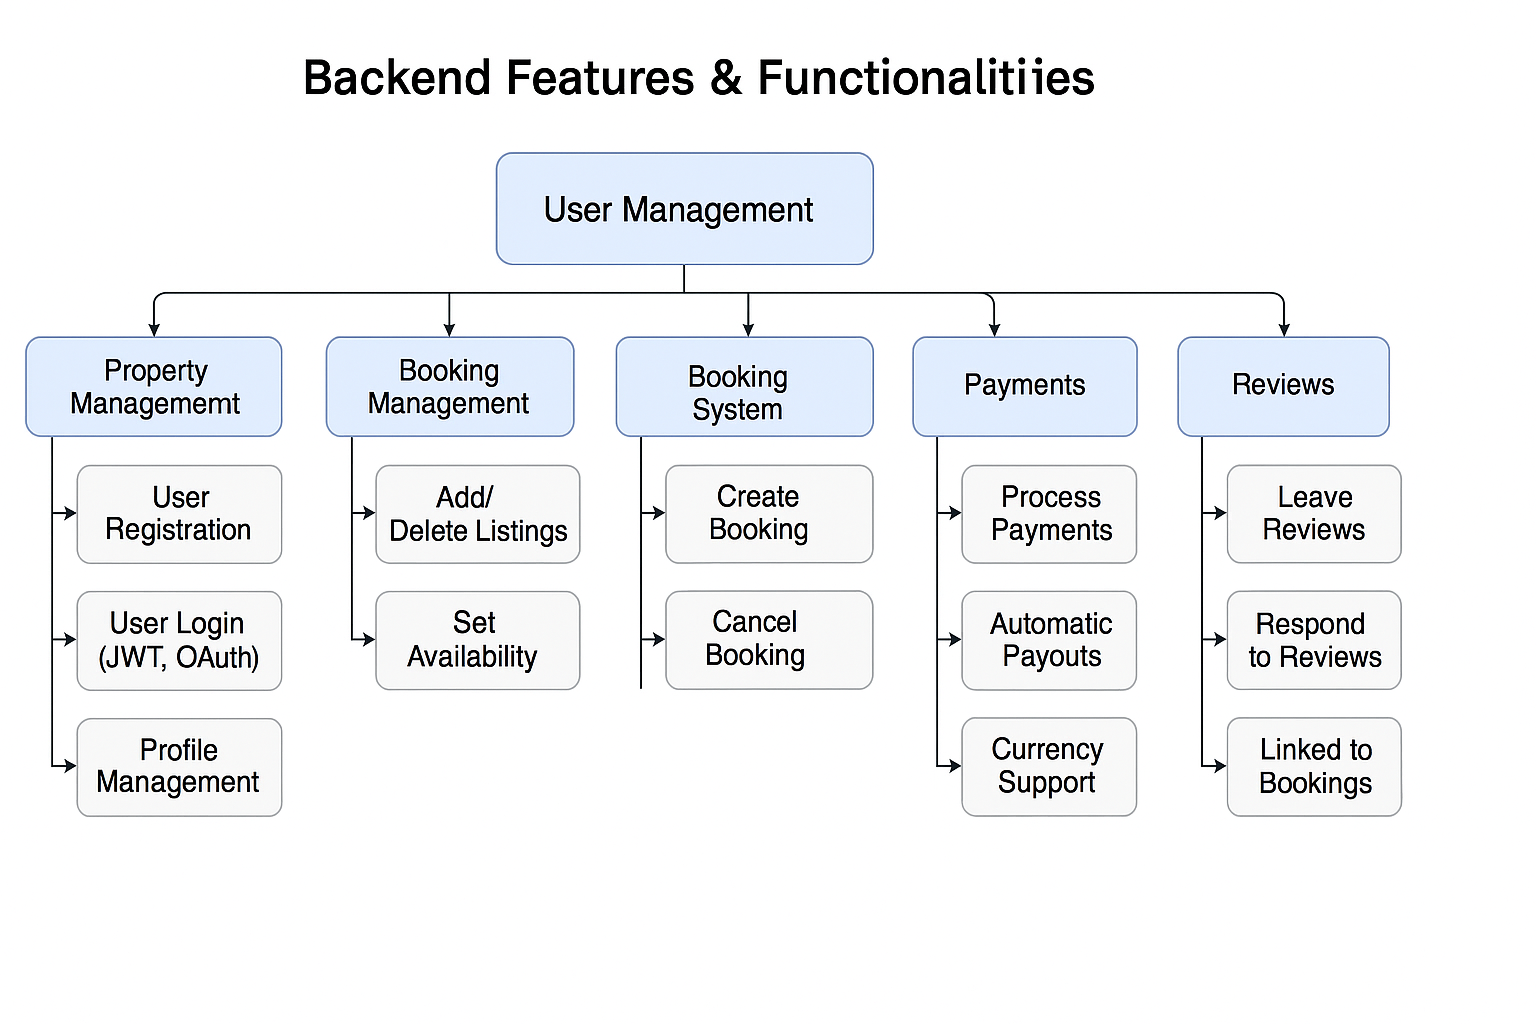 Backend Features & Functionalitiies
User Management
Property
Managememt
Booking
Management
Booking
System
Payments
Reviews
User
Registration
User Login
(JWT, OAuth)
Profile
Management
Add/
Delete Listings
Set
Availability
Create
Booking
Cancel
Booking
Process
Payments
Automatic
Payouts
Currency
Support
Leave
Reviews
Respond
to Reviews
Linked to
Bookings